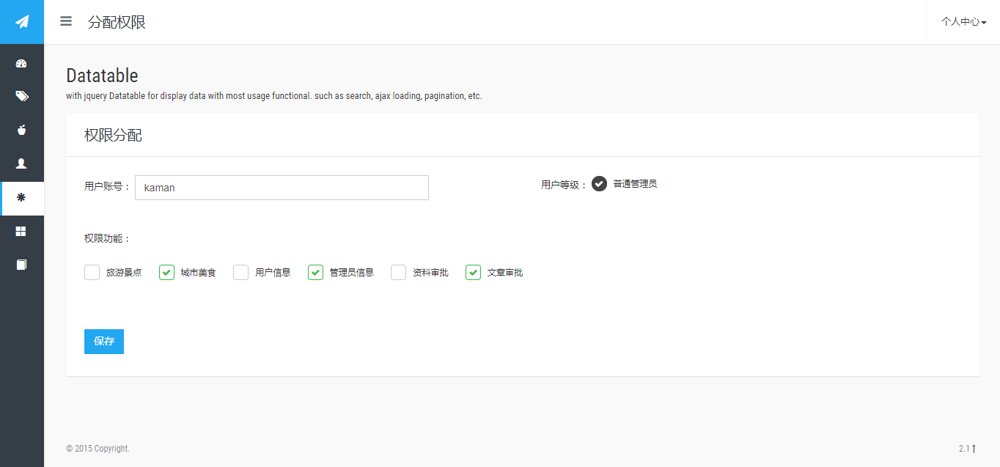 分配权限
个人中心
Datatable
with jquery Datatable for display data with most usage functional. such as search, ajax loading, pagination, etc.
权限分配
用户账号： kaman 用户等级： 普通管理员
权限功能：
旅游景点 城市美食 用户信息 管理员信息 资料审批 文章审批
保存
© 2015 Copyright.
2.1